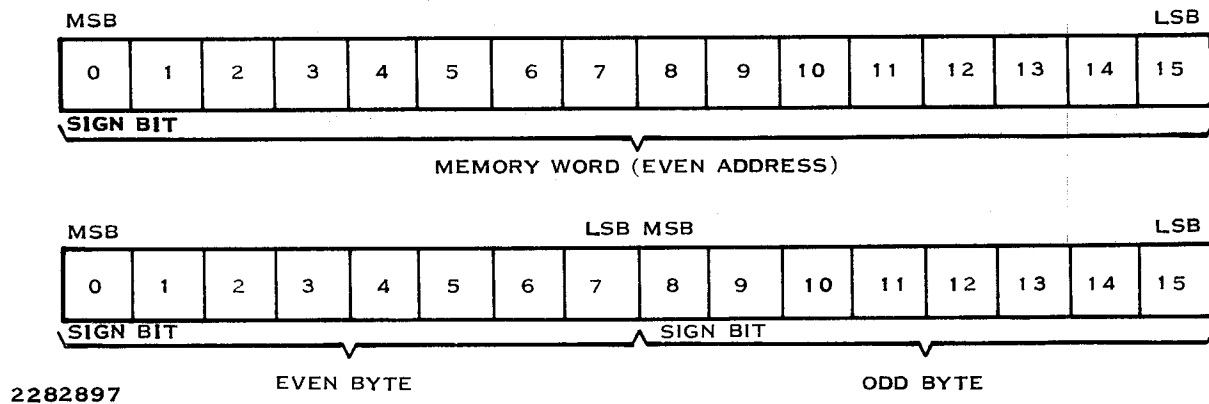 MSB LSB
0 1 2 3 4 5 6 7 8 9 10 11 12 13 14 15
SIGN BIT
MEMORY WORD (EVEN ADDRESS)
MSB LSB MSB LSB
0 1 2 3 4 5 6 7 8 9 10 11 12 13 14 15
SIGN BIT SIGN BIT
EVEN BYTE ODD BYTE
2282897